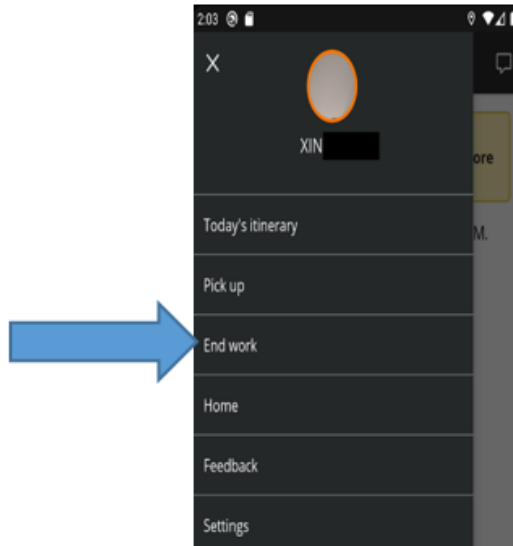 2:03
XIN
ore
Today's itinerary
M.
Pick up
End work
Home
Feedback
Settings